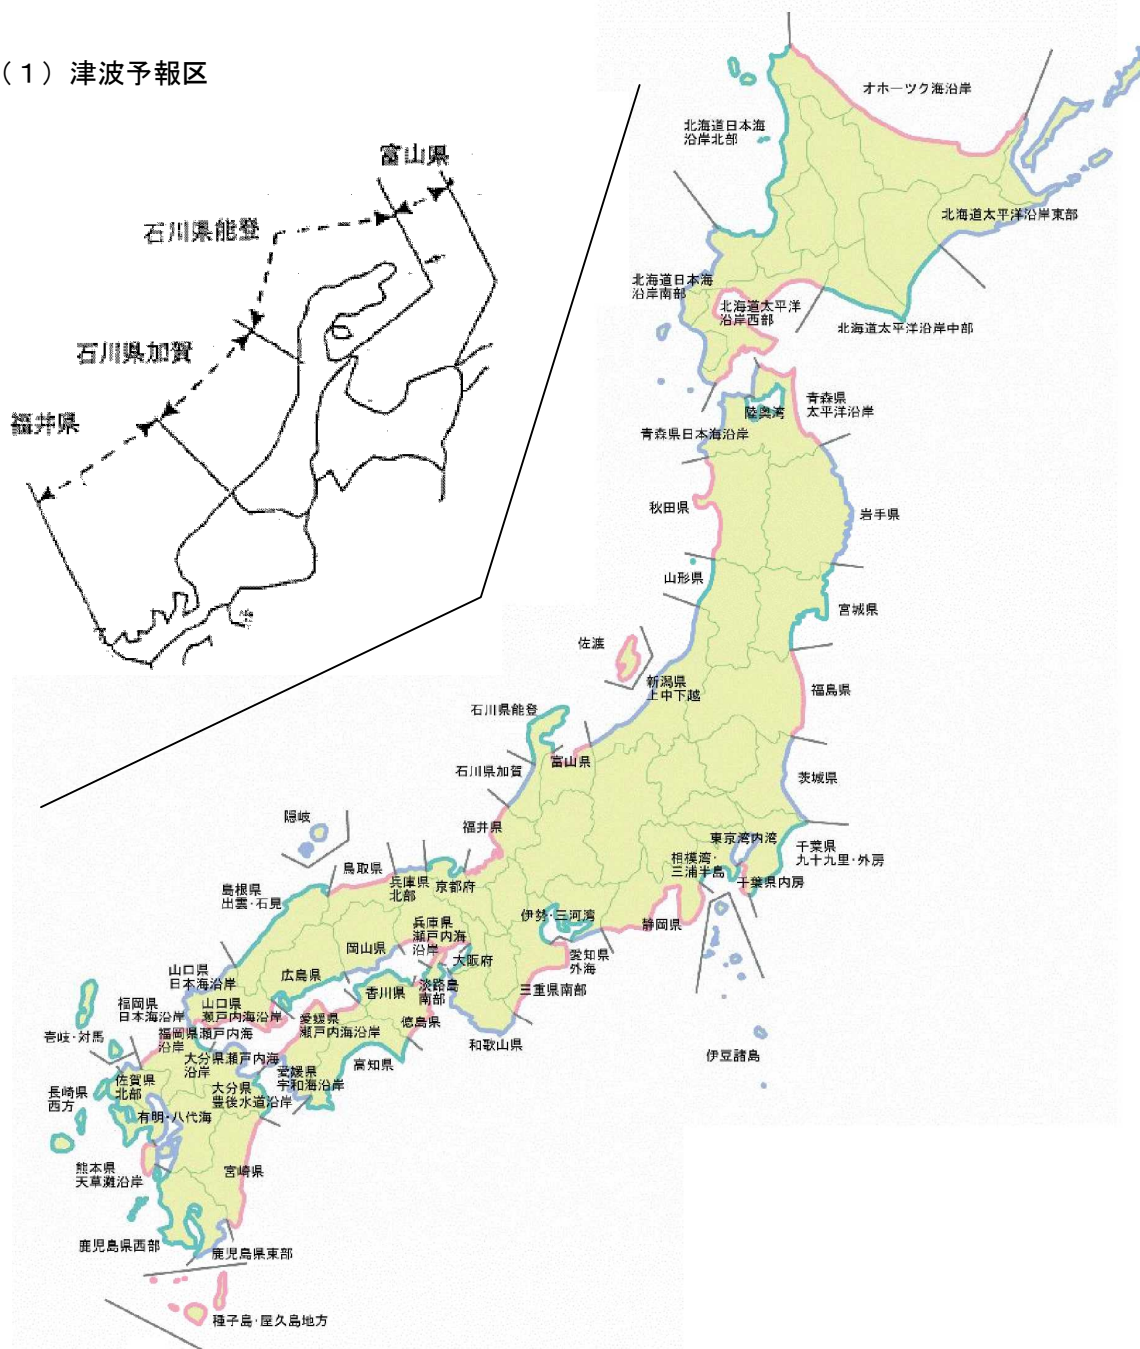 （１）津波予報区
富山県
石川県能登
石川県加賀
福井県
オホーツク海沿岸
北海道日本海
沿岸北部
北海道太平洋沿岸東部
北海道日本海
沿岸南部
北海道太平洋
沿岸西部
北海道太平洋沿岸中部
青森県
太平洋沿岸
陸奥湾
青森県日本海沿岸
秋田県
岩手県
山形県
宮城県
佐渡
新潟県
上中下越
福島県
石川県能登
富山県
石川県加賀
茨城県
隠岐
福井県
東京湾内湾
千葉県
九十九里・外房
相模湾・
三浦半島
千葉県内房
鳥取県
兵庫県
北部
京都府
島根県
出雲・石見
伊勢・三河湾
静岡県
兵庫県
瀬戸内海
沿岸
岡山県
大阪府
愛知県
外海
山口県
日本海沿岸
広島県
香川県
淡路島
南部
三重県南部
福岡県
日本海沿岸
山口県
瀬戸内海沿岸
愛媛県
瀬戸内海沿岸
徳島県
壱岐・対馬
福岡県瀬戸内海
沿岸
和歌山県
伊豆諸島
大分県瀬戸内海
沿岸
高知県
佐賀県
北部
愛媛県
宇和海沿岸
長崎県
西方
大分県
豊後水道沿岸
有明・八代海
熊本県
天草灘沿岸
宮崎県
鹿児島県西部
鹿児島県東部
種子島・屋久島地方